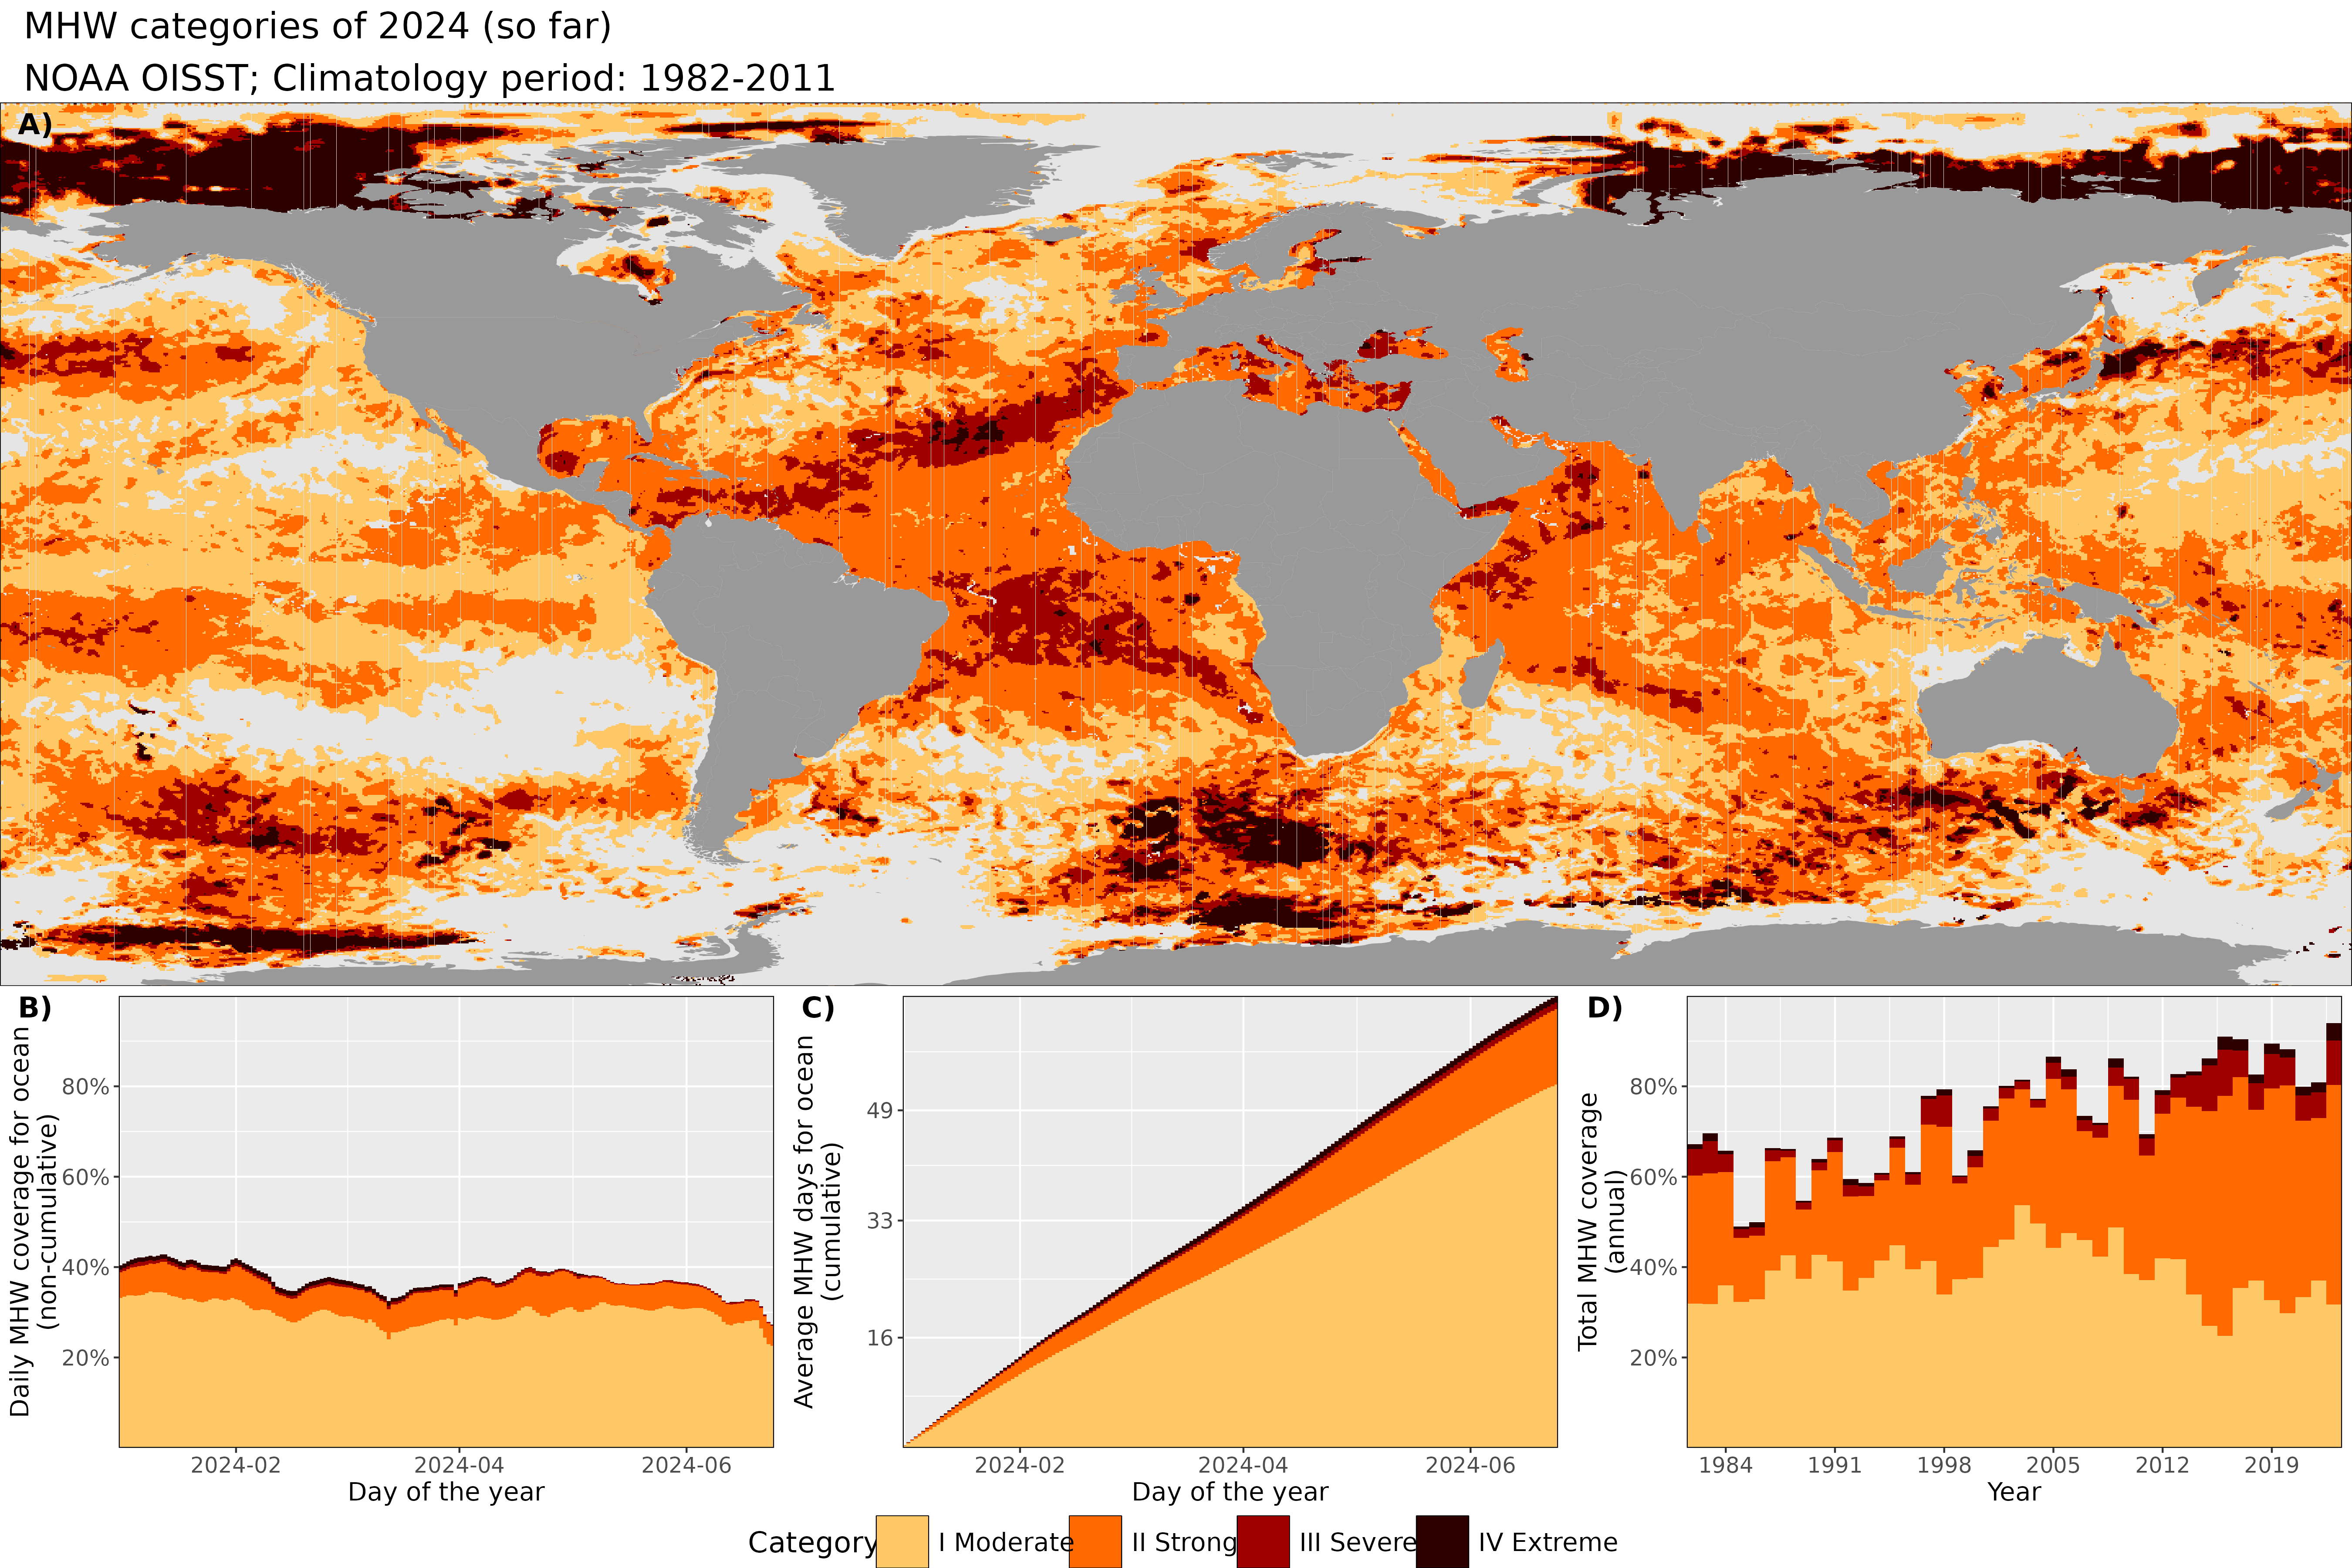 MHW categories of 2024 (so far)
NOAA OISST; Climatology period: 1982-2011
A)
B)
Daily MHW coverage for ocean
(non-cumulative)
80%
60%
40%
20%
2024-02 2024-04 2024-06
Day of the year
C)
Average MHW days for ocean
(cumulative)
49
33
16
2024-02 2024-04 2024-06
Day of the year
D)
Total MHW coverage
(annual)
80%
60%
40%
20%
1984 1991 1998 2005 2012 2019
Year
Category I Moderate II Strong III Severe IV Extreme